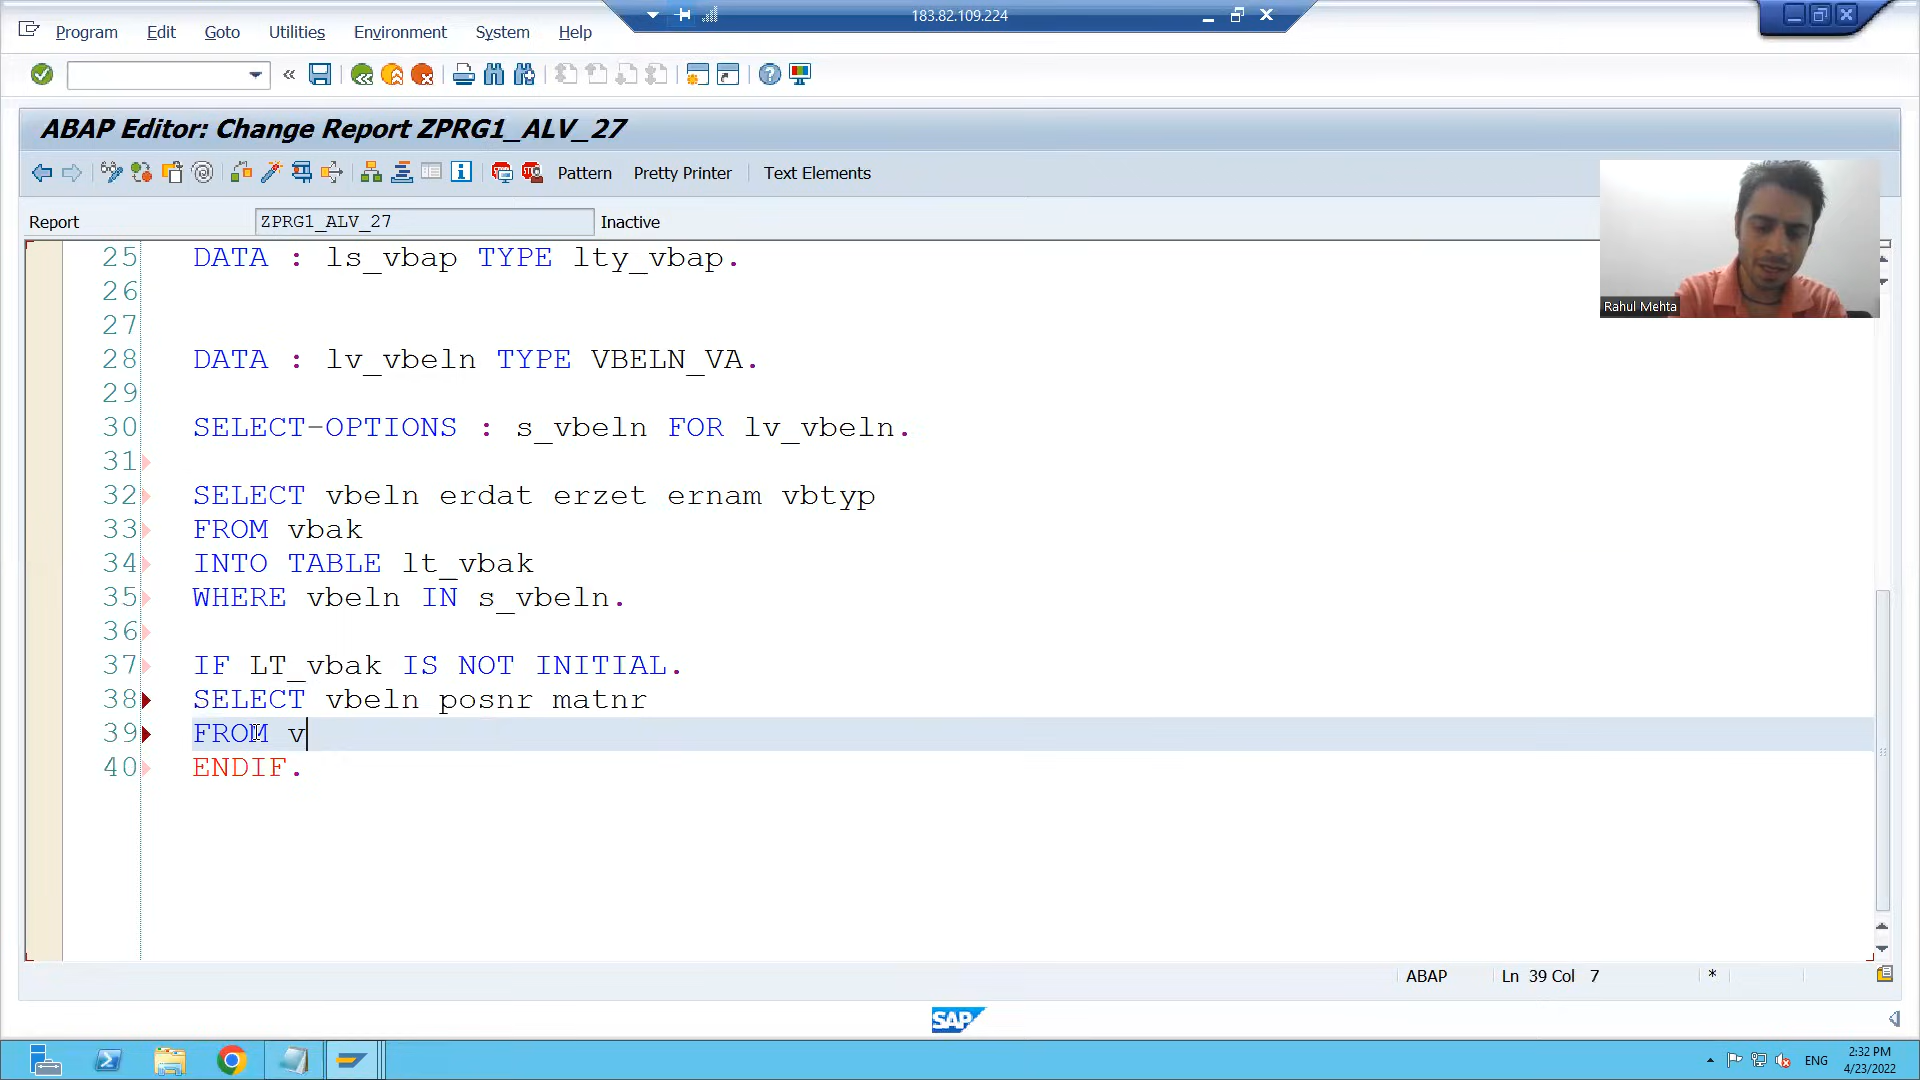 183.82.109.224
Program Edit Goto Utilities Environment System Help
ABAP Editor: Change Report ZPRG1_ALV_27
Pattern Pretty Printer Text Elements
Report ZPRG1_ALV_27 Inactive
Rahul Mehta
25 DATA : ls_vbap TYPE lty_vbap.
26
27
28 DATA : lv_vbeln TYPE VBELN_VA.
29
30 SELECT-OPTIONS : s_vbeln FOR lv_vbeln.
31
32 SELECT vbeln erdat erzet ernam vbtyp
33 FROM vbak
34 INTO TABLE lt_vbak
35 WHERE vbeln IN s_vbeln.
36
37 IF LT_vbak IS NOT INITIAL.
38 SELECT vbeln posnr matnr
39 FROM v
40 ENDIF.
ABAP Ln 39 Col 7 *
SAP
ENG 2:32 PM
4/23/2022